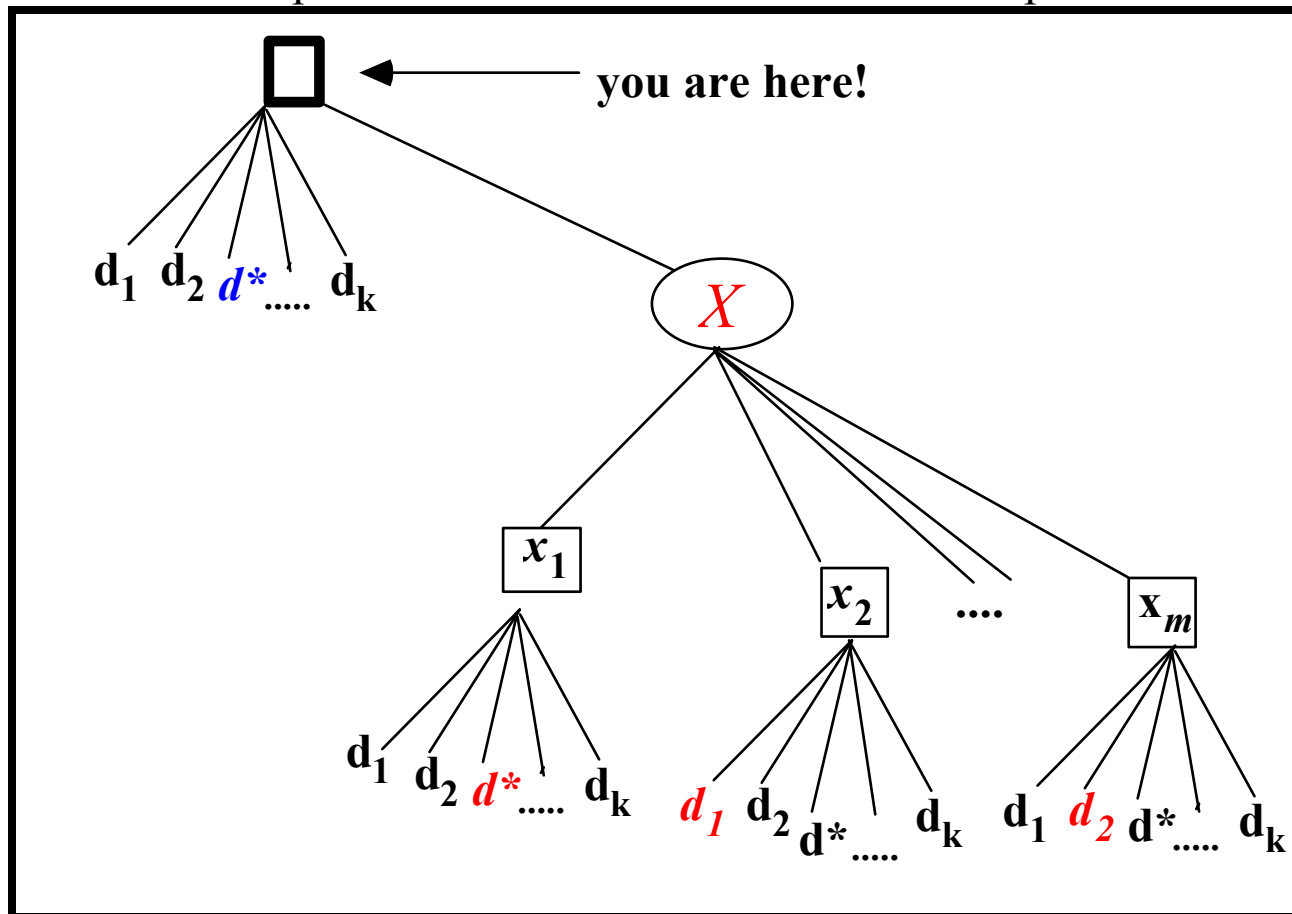 you are here!
d₁ d₂ d* ..... dₖ
X
x₁
x₂ .... xₘ
d₁ d₂ d* ..... dₖ
d₁ d₂ d* ..... dₖ
d₁ d₂ d* ..... dₖ